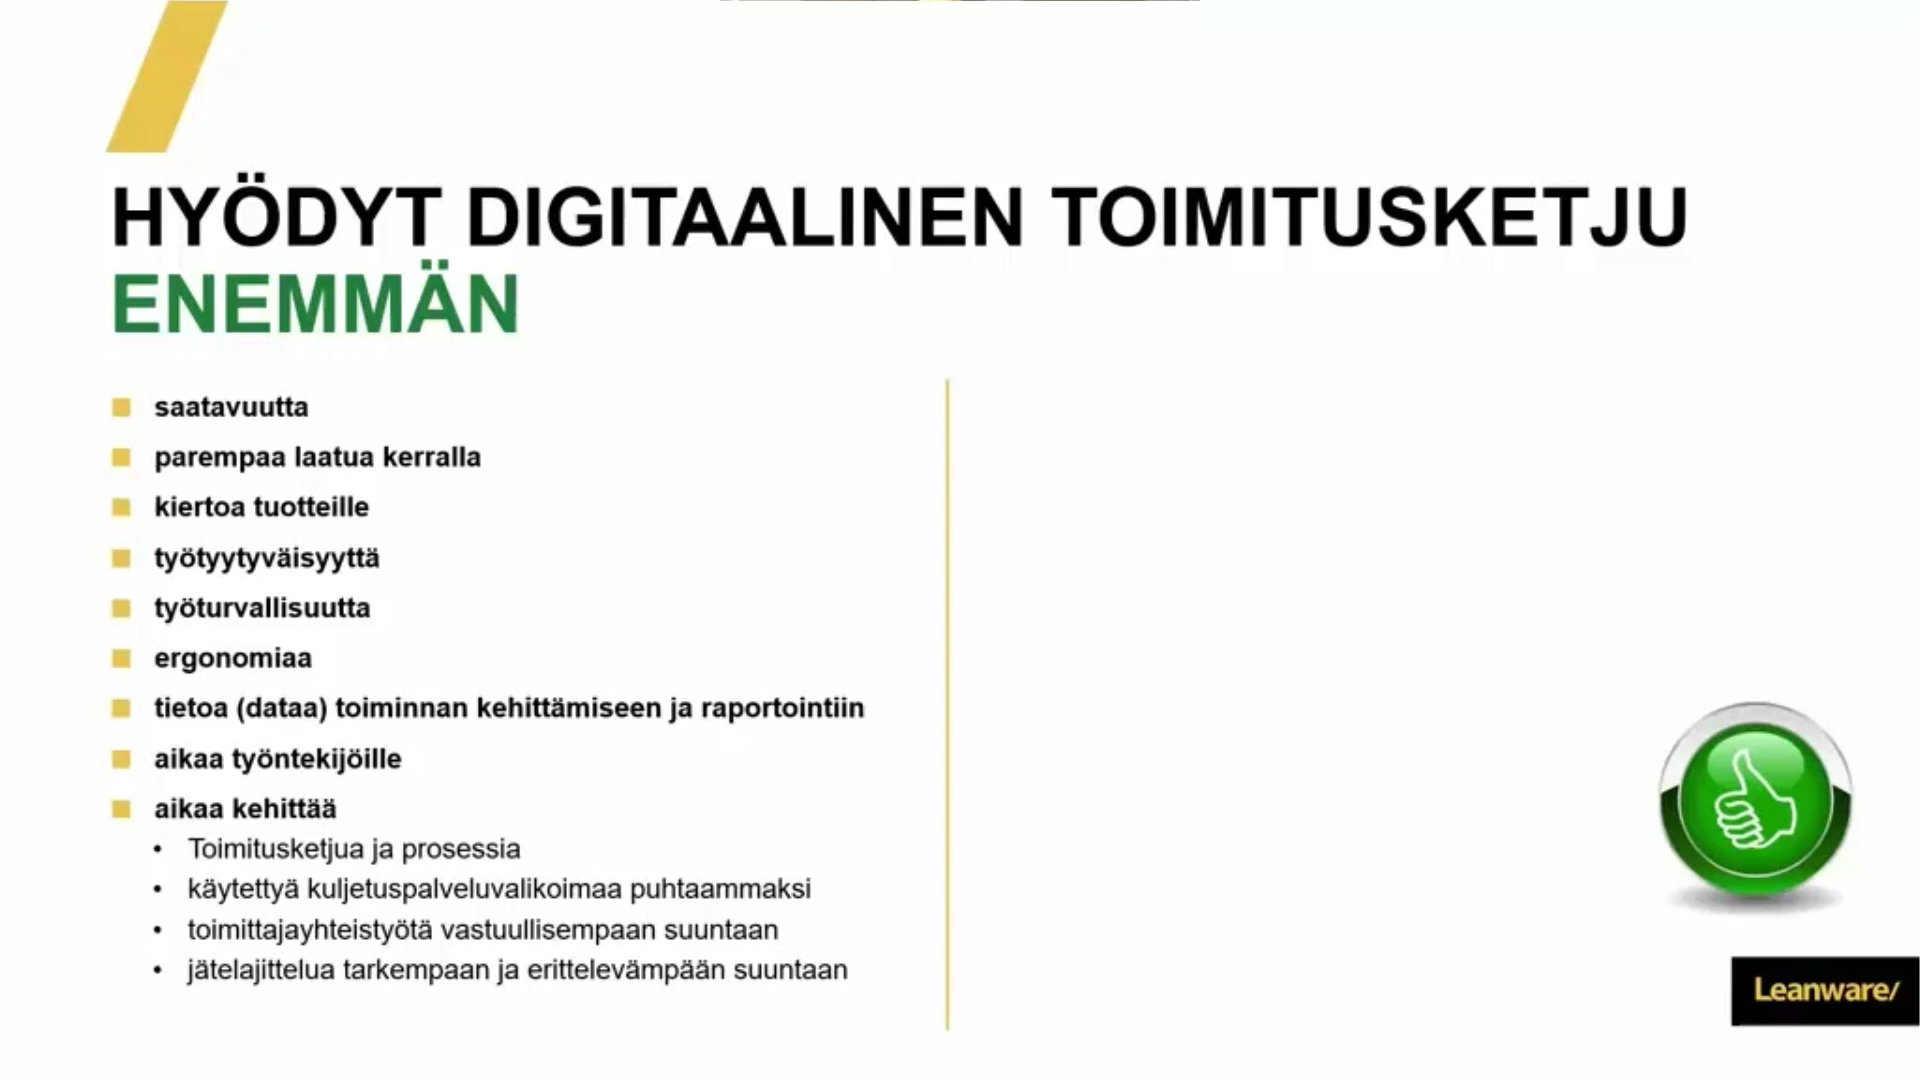 HYÖDYT DIGITAALINEN TOIMITUSKETJU
ENEMMÄN
saatavuutta
parempaa laatua kerralla
kiertoa tuotteille
työtyytyväisyyttä
työturvallisuutta
ergonomiaa
tietoa (dataa) toiminnan kehittämiseen ja raportointiin
aikaa työntekijöille
aikaa kehittää
• Toimitusketjua ja prosessia
• käytettyä kuljetuspalveluvalikoimaa puhtaammaksi
• toimittajayhteistyötä vastuullisempaan suuntaan
• jätelajittelua tarkempaan ja erittelevämpään suuntaan
Leanware/